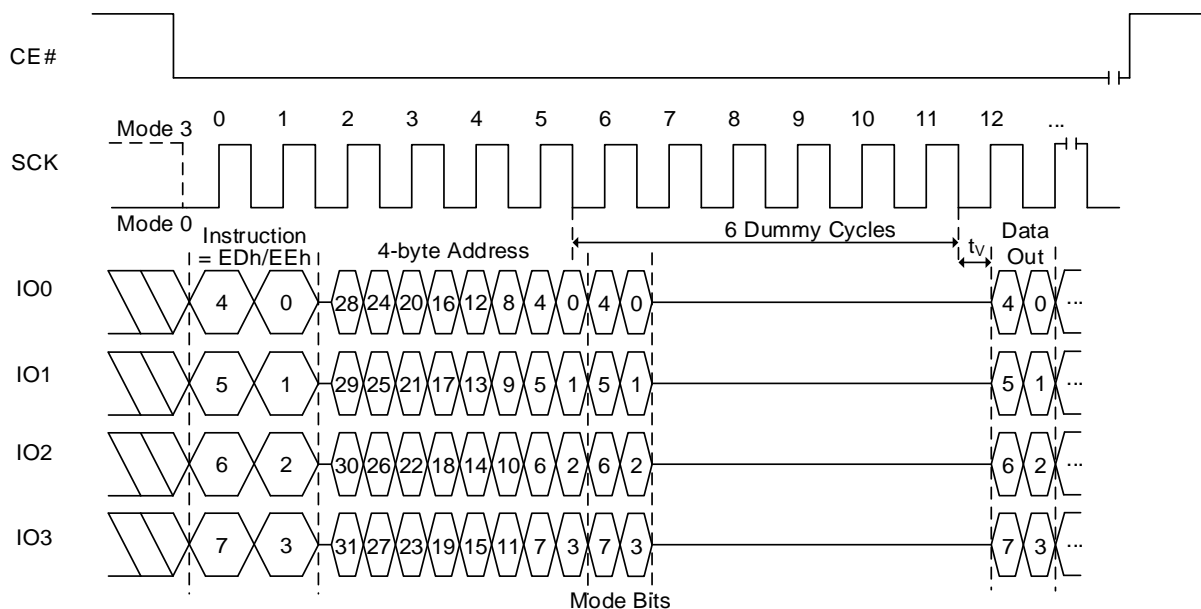 CE#
0 1 2 3 4 5 6 7 8 9 10 11 12 ...
Mode 3
SCK
Mode 0
Instruction
= EDh/EEh
4-byte Address
6 Dummy Cycles
tV
Data
Out
IO0 4 0 28 24 20 16 12 8 4 0 4 0 4 0 ...
IO1 5 1 29 25 21 17 13 9 5 1 5 1 5 1 ...
IO2 6 2 30 26 22 18 14 10 6 2 6 2 6 2 ...
IO3 7 3 31 27 23 19 15 11 7 3 7 3 7 3 ...
Mode Bits